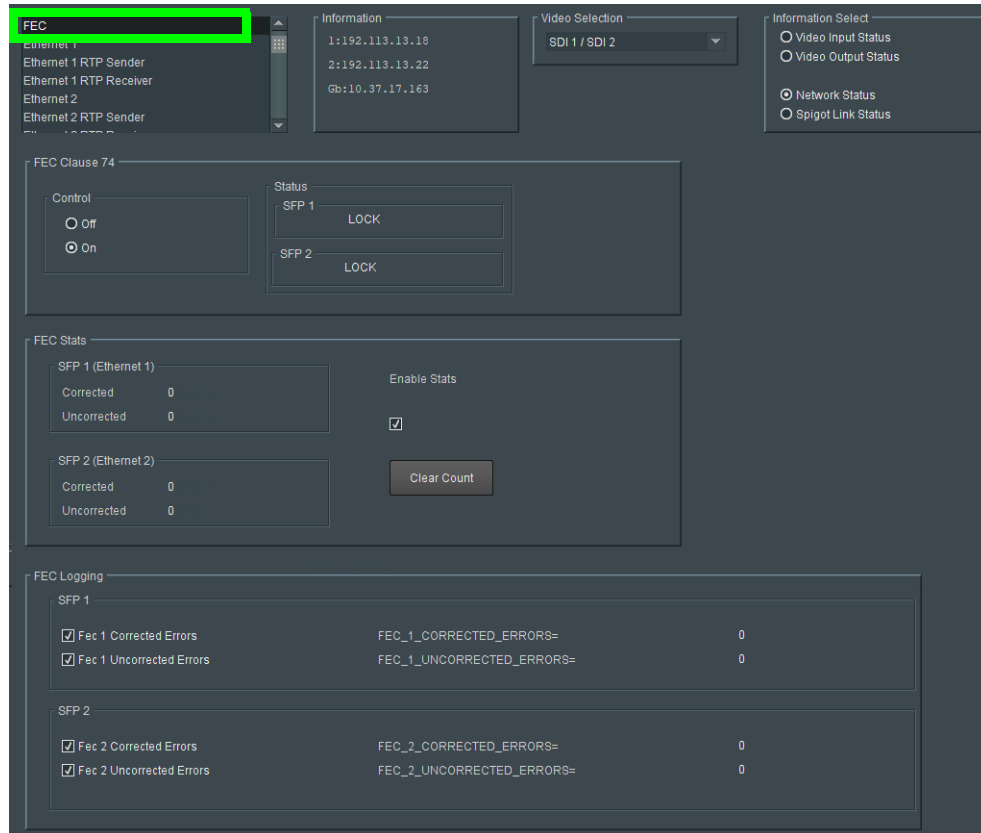 FEC
Ethernet 1
Ethernet 1 RTP Sender
Ethernet 1 RTP Receiver
Ethernet 2
Ethernet 2 RTP Sender
Information
1:192.113.13.18
2:192.113.13.22
Gb:10.37.17.163
Video Selection
SDI 1 / SDI 2
Information Select
Video Input Status
Video Output Status
Network Status
Spigot Link Status
FEC Clause 74
Control
Off
On
Status
SFP 1
LOCK
SFP 2
LOCK
FEC Stats
SFP 1 (Ethernet 1)
Corrected 0
Uncorrected 0
Enable Stats
SFP 2 (Ethernet 2)
Corrected 0
Uncorrected 0
Clear Count
FEC Logging
SFP 1
Fec 1 Corrected Errors FEC_1_CORRECTED_ERRORS= 0
Fec 1 Uncorrected Errors FEC_1_UNCORRECTED_ERRORS= 0
SFP 2
Fec 2 Corrected Errors FEC_2_CORRECTED_ERRORS= 0
Fec 2 Uncorrected Errors FEC_2_UNCORRECTED_ERRORS= 0